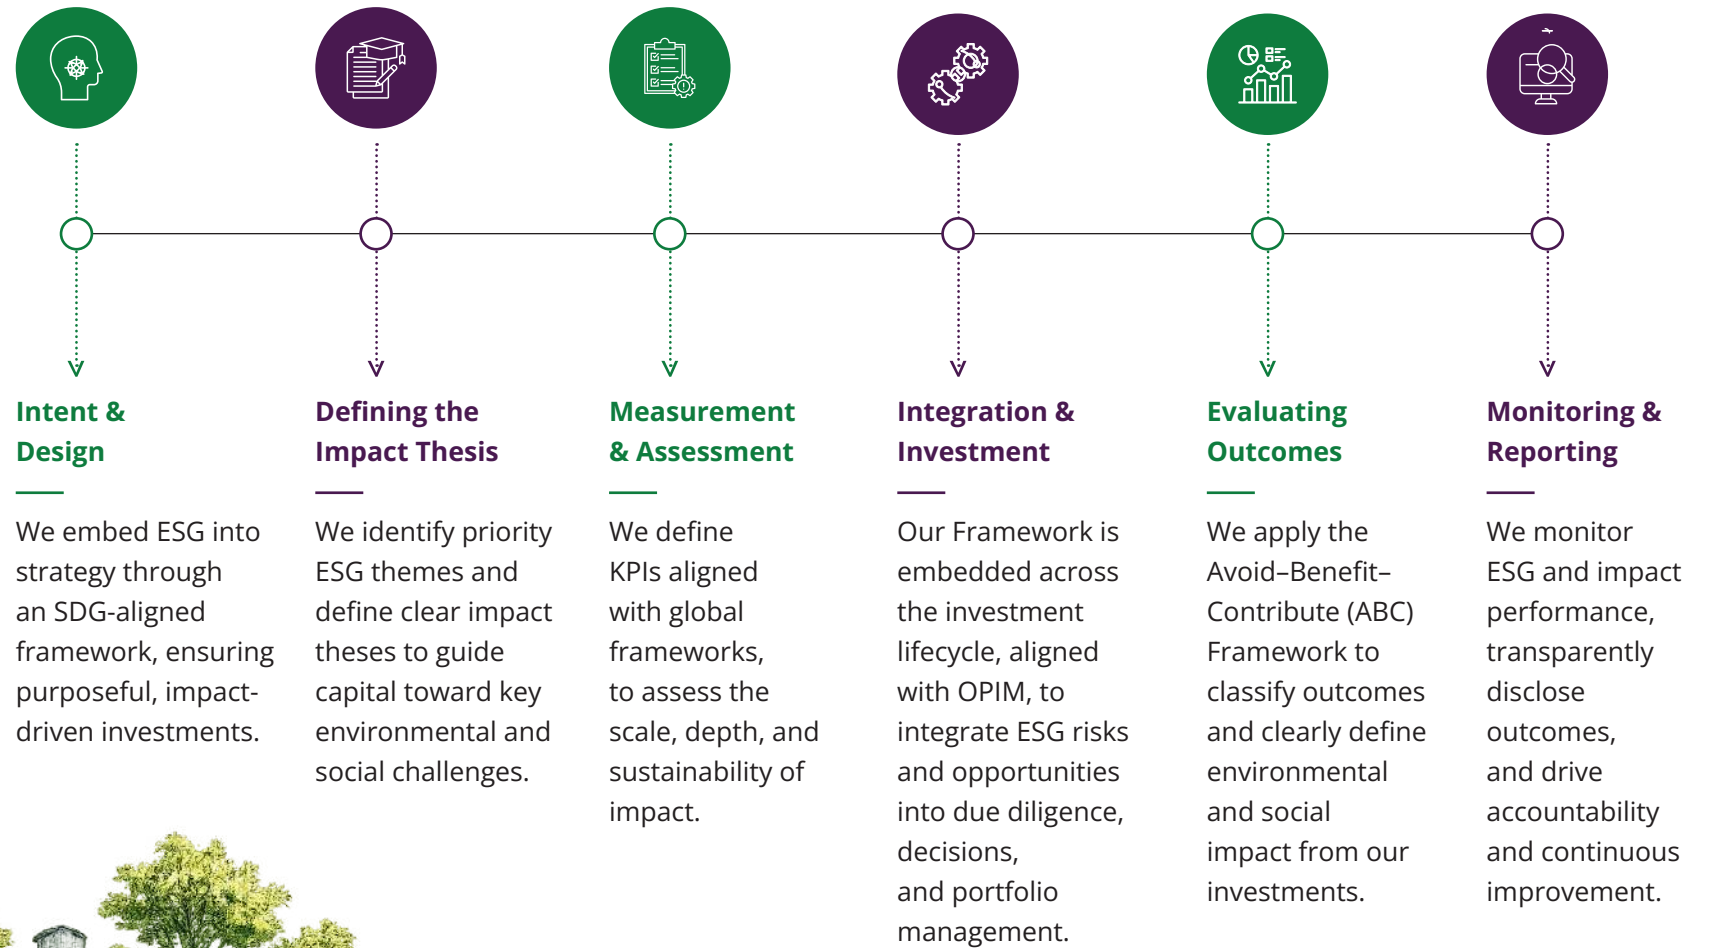 Intent &
Design
We embed ESG into
strategy through
an SDG-aligned
framework, ensuring
purposeful, impact-
driven investments.
Defining the
Impact Thesis
We identify priority
ESG themes and
define clear impact
theses to guide
capital toward key
environmental and
social challenges.
Measurement
& Assessment
We define
KPIs aligned
with global
frameworks,
to assess the
scale, depth, and
sustainability of
impact.
Integration &
Investment
Our Framework is
embedded across
the investment
lifecycle, aligned
with OPIM, to
integrate ESG risks
and opportunities
into due diligence,
decisions,
and portfolio
management.
Evaluating
Outcomes
We apply the
Avoid–Benefit–
Contribute (ABC)
Framework to
classify outcomes
and clearly define
environmental
and social
impact from our
investments.
Monitoring &
Reporting
We monitor
ESG and impact
performance,
transparently
disclose
outcomes,
and drive
accountability
and continuous
improvement.